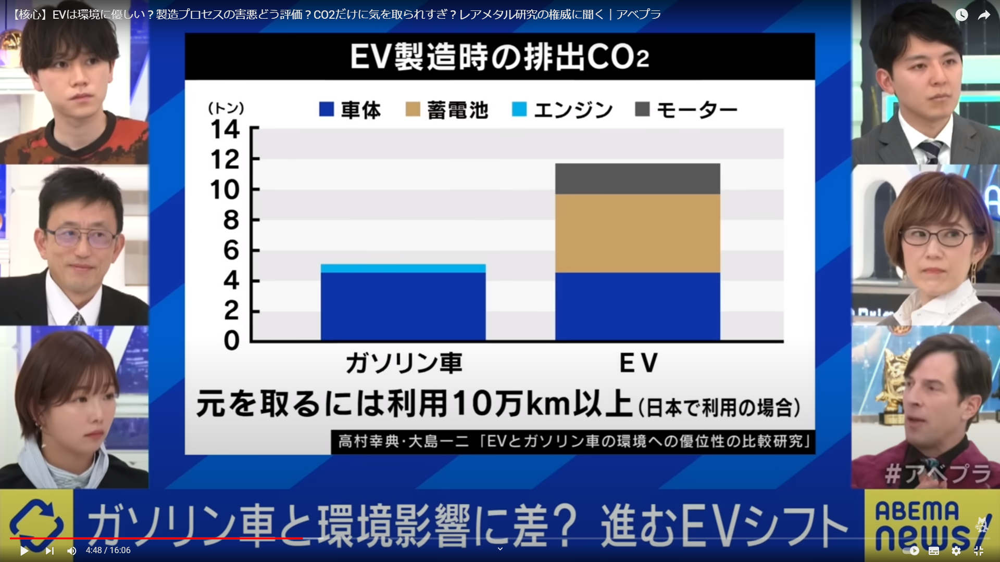 【核心】EVは環境に優しい？製造プロセスの害悪どう評価？CO2だけに気を取られすぎ？レアメタル研究の権威に聞く｜アベプラ
EV製造時の排出CO2
（トン）
車体 蓄電池 エンジン モーター
14
12
10
8
6
4
2
0
ガソリン車 EV
元を取るには利用10万km以上（日本で利用の場合）
高村幸典・大島一二「EVとガソリン車の環境への優位性の比較研究」
#アベプラ
ガソリン車と環境影響に差？ 進むEVシフト
ABEMA
news/
4:48 / 16:06